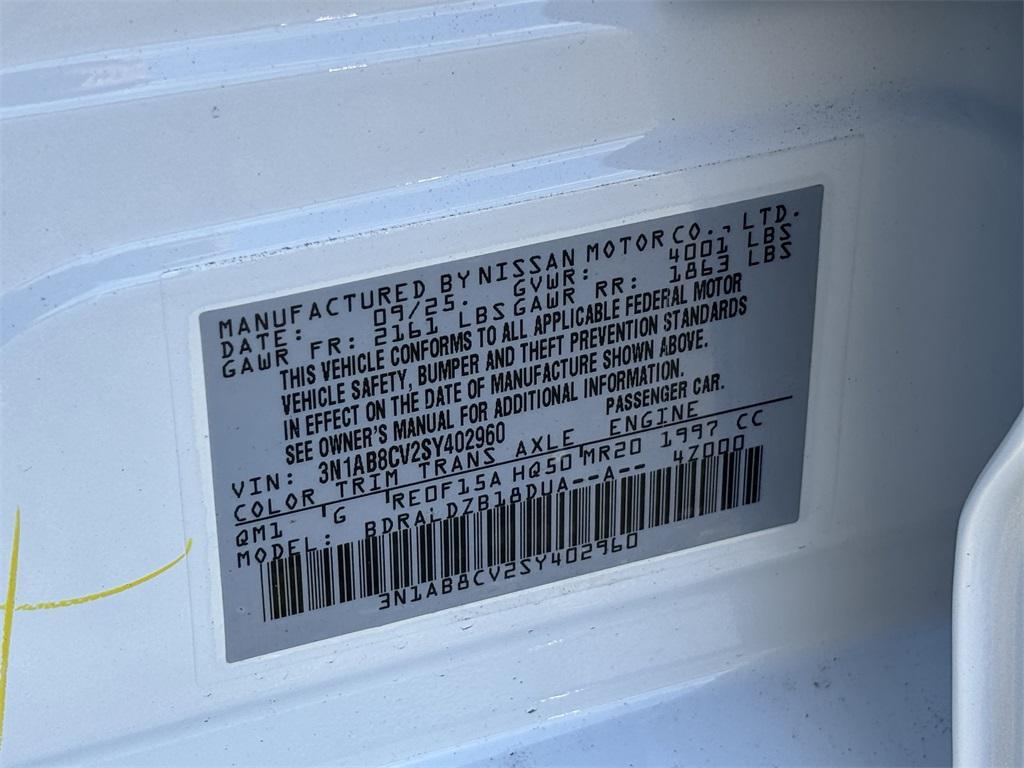 MANUFACTURED BY NISSAN MOTOR CO., LTD.
DATE: 09/25. GVWR: 4001 LBS
GAWR FR: 2161 LBS GAWR RR: 1863 LBS
THIS VEHICLE CONFORMS TO ALL APPLICABLE FEDERAL MOTOR
VEHICLE SAFETY, BUMPER AND THEFT PREVENTION STANDARDS
IN EFFECT ON THE DATE OF MANUFACTURE SHOWN ABOVE.
SEE OWNER'S MANUAL FOR ADDITIONAL INFORMATION.
VIN: 3N1AB8CV2SY402960 PASSENGER CAR.
COLOR TRIM TRANS AXLE ENGINE
QM1 G RE0F15A HQ50 MR20 1997 CC
MODEL: BDRALDZB18DUA--A-- 47000
3N1AB8CV2SY402960